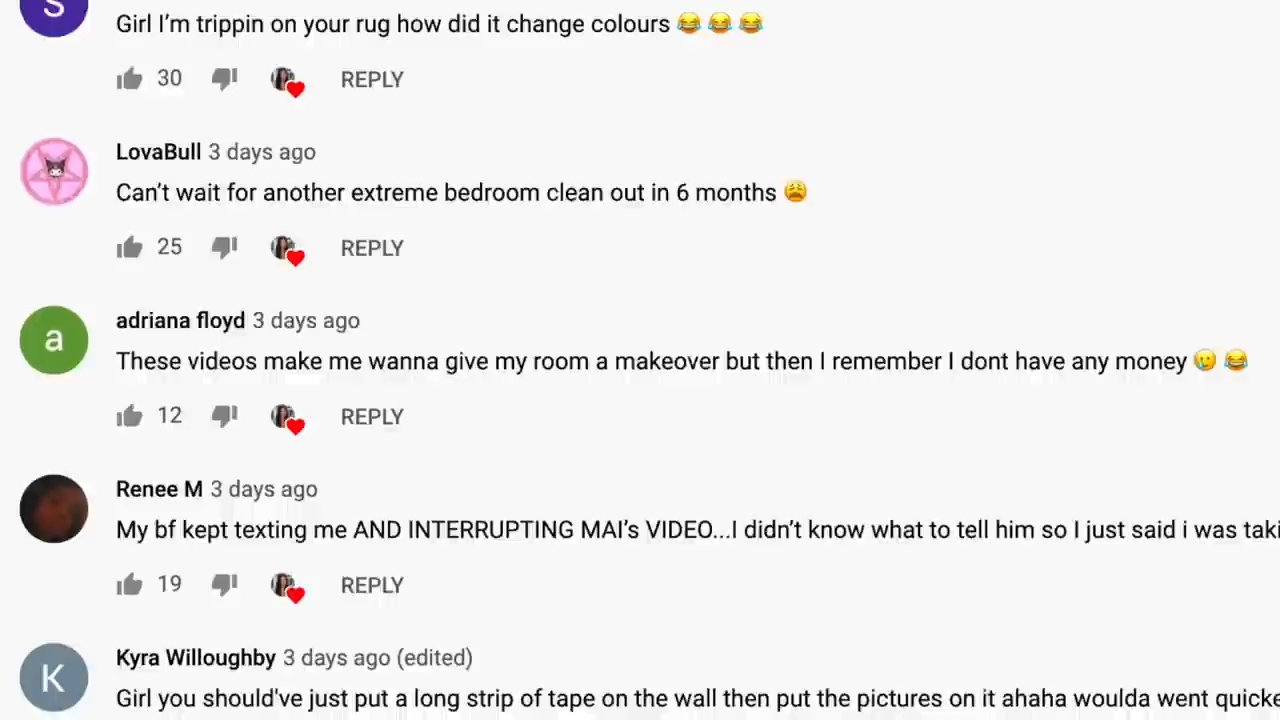 S
Girl I'm trippin on your rug how did it change colours 😂 😂 😂
30 REPLY
LovaBull 3 days ago
Can't wait for another extreme bedroom clean out in 6 months 😩
25 REPLY
a
adriana floyd 3 days ago
These videos make me wanna give my room a makeover but then I remember I dont have any money 🥲 😂
12 REPLY
Renee M 3 days ago
My bf kept texting me AND INTERRUPTING MAI's VIDEO...I didn't know what to tell him so I just said i was taki
19 REPLY
K
Kyra Willoughby 3 days ago (edited)
Girl you should've just put a long strip of tape on the wall then put the pictures on it ahaha woulda went quicke